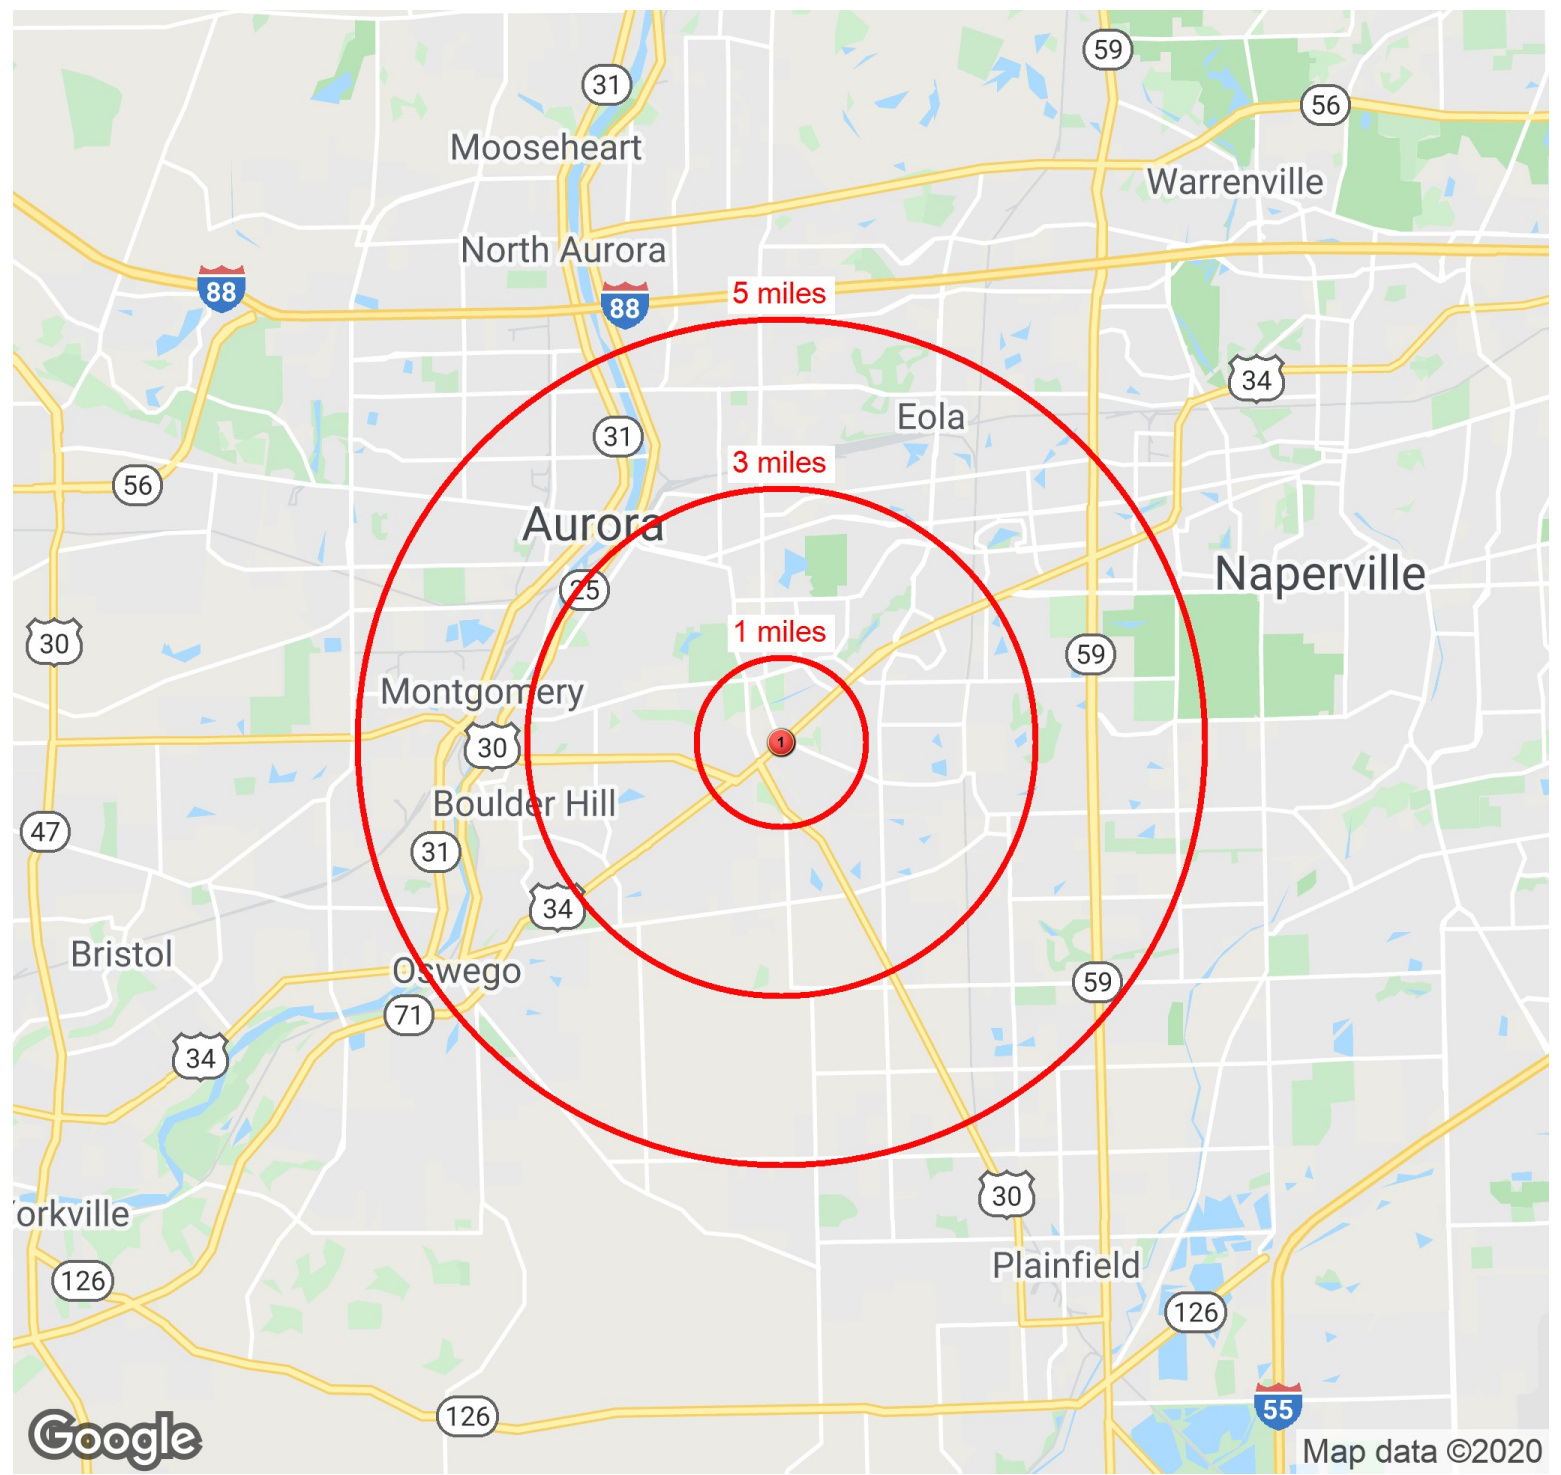 59
31
56
Mooseheart
Warrenville
North Aurora
88
5 miles
88
34
Eola
31
3 miles
56
Aurora
Naperville
25
1 miles
30
59
Montgomery
1
30
Boulder Hill
47
31
34
Bristol
Oswego
59
71
34
30
orkville
Plainfield
126
126
55
126
Google
Map data ©2020